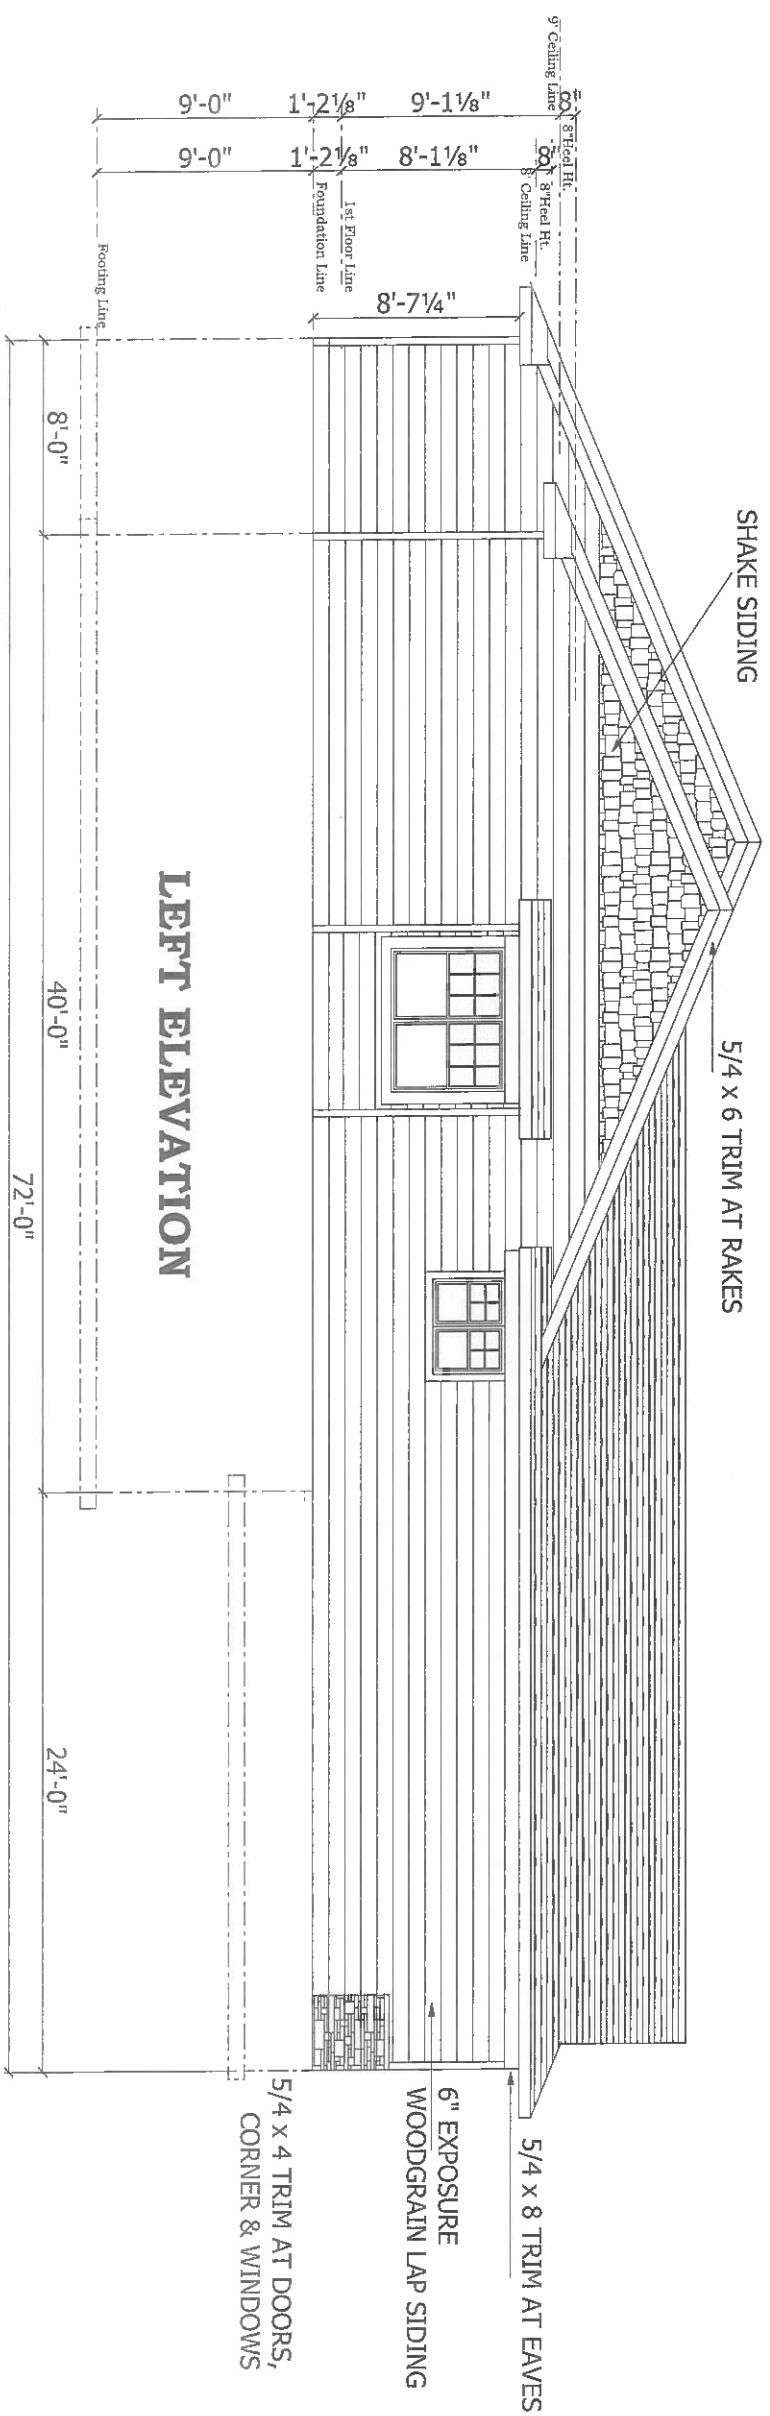 SHAKE SIDING
5/4 x 6 TRIM AT RAKES
9' Ceiling Line
8"
8"Heel Ht.
9'-1⅛"
1'-2⅛"
9'-0"
8"
8"Heel Ht.
8' Ceiling Line
8'-1⅛"
1'-2⅛"
9'-0"
1st Floor Line
Foundation Line
Footing Line
8'-7¼"
5/4 x 8 TRIM AT EAVES
6" EXPOSURE
WOODGRAIN LAP SIDING
5/4 x 4 TRIM AT DOORS,
CORNER & WINDOWS
LEFT ELEVATION
8'-0"
40'-0"
24'-0"
72'-0"